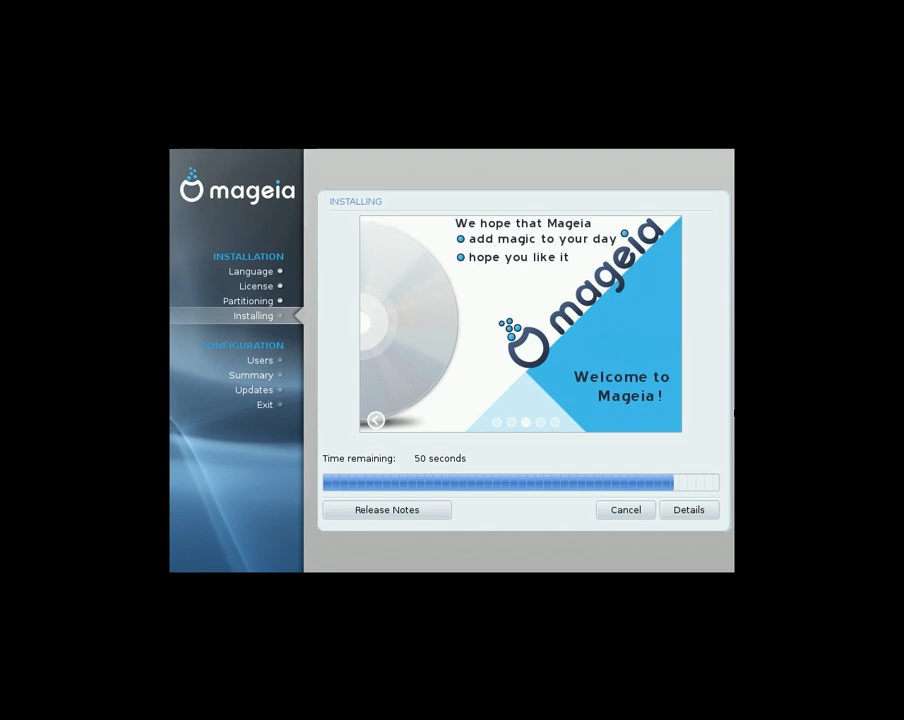 mageia
INSTALLATION
Language
License
Partitioning
Installing
CONFIGURATION
Users
Summary
Updates
Exit
INSTALLING
We hope that Mageia
add magic to your day
hope you like it
mageia
Welcome to
Mageia!
Time remaining: 50 seconds
Release Notes
Cancel
Details